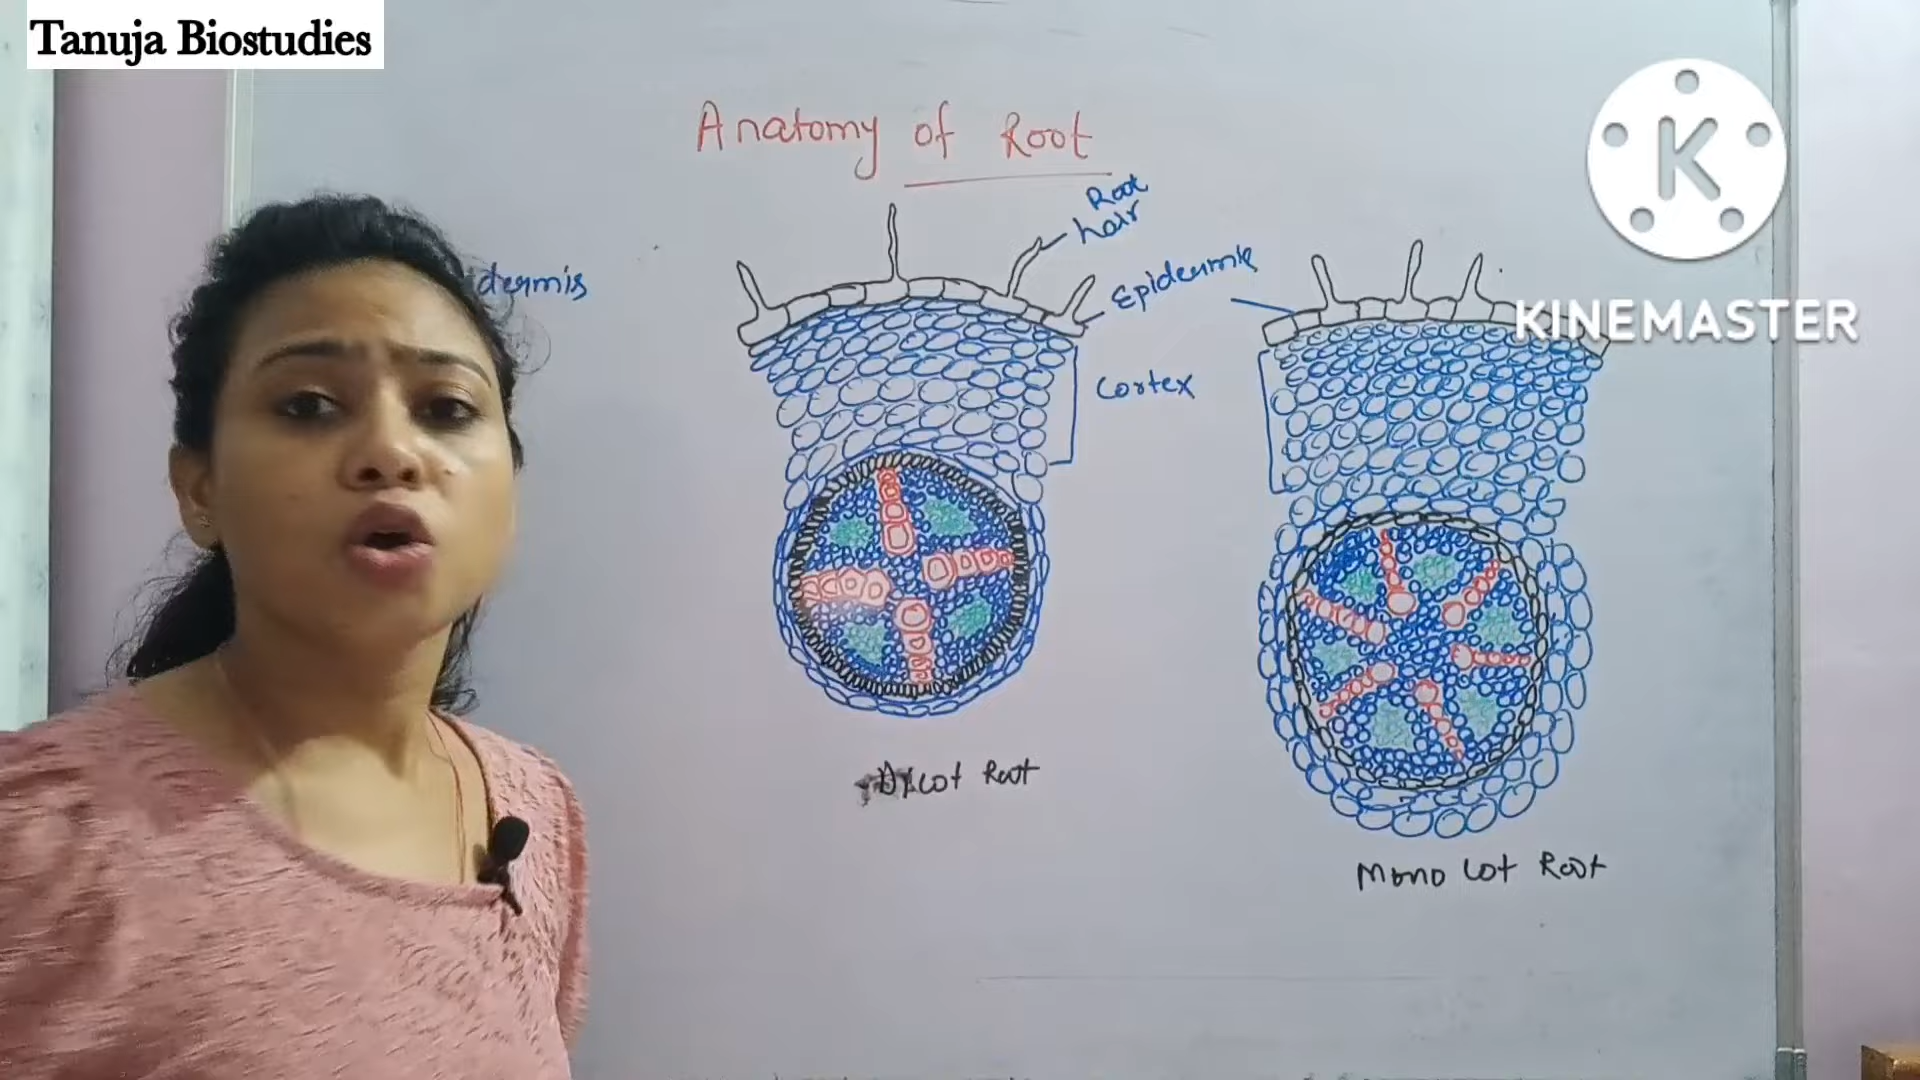 Tanuja Biostudies
Anatomy of Root
Root
hair
dermis
Epidermis
Cortex
KINEMASTER
K
Dicot Root
Mono cot Root